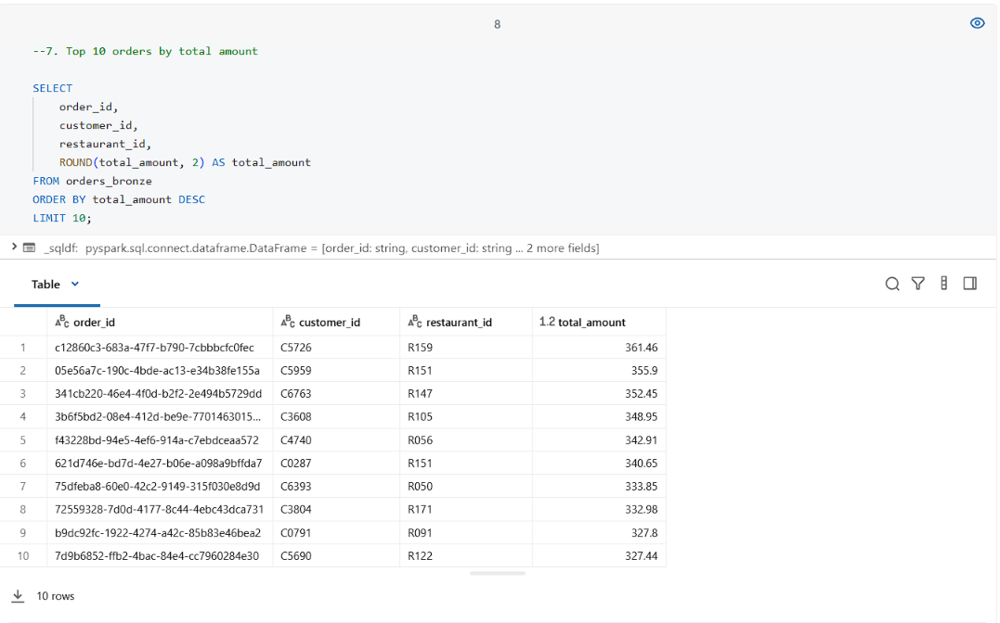 8
--7. Top 10 orders by total amount
SELECT
order_id,
customer_id,
restaurant_id,
ROUND(total_amount, 2) AS total_amount
FROM orders_bronze
ORDER BY total_amount DESC
LIMIT 10;
_sqldf: pyspark.sql.connect.dataframe.DataFrame = [order_id: string, customer_id: string ... 2 more fields]
Table
ABC order_id ABC customer_id ABC restaurant_id 1.2 total_amount
1 c12860c3-683a-47f7-b790-7cbbbcfc0fec C5726 R159 361.46
2 05e56a7c-190c-4bde-ac13-e34b38fe155a C5959 R151 355.9
3 341cb220-46e4-4f0d-b2f2-2e494b5729dd C6763 R147 352.45
4 3b6f5bd2-08e4-412d-be9e-7701463015... C3608 R105 348.95
5 f43228bd-94e5-4ef6-914a-c7ebdceaa572 C4740 R056 342.91
6 621d746e-bd7d-4e27-b06e-a098a9bffda7 C0287 R151 340.65
7 75dfeba8-60e0-42c2-9149-315f030e8d9d C6393 R050 333.85
8 72559328-7d0d-4177-8c44-4ebc43dca731 C3804 R171 332.98
9 b9dc92fc-1922-4274-a42c-85b83e46bea2 C0791 R091 327.8
10 7d9b6852-ffb2-4bac-84e4-cc7960284e30 C5690 R122 327.44
10 rows